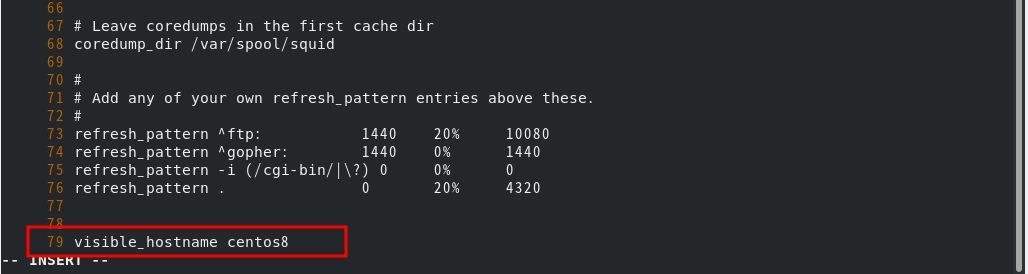 66
67 # Leave coredumps in the first cache dir
68 coredump_dir /var/spool/squid
69
70 #
71 # Add any of your own refresh_pattern entries above these.
72 #
73 refresh_pattern ^ftp:           1440    20%     10080
74 refresh_pattern ^gopher:        1440    0%      1440
75 refresh_pattern -i (/cgi-bin/|\?) 0     0%      0
76 refresh_pattern .               0       20%     4320
77
78
79 visible_hostname centos8
-- INSERT --